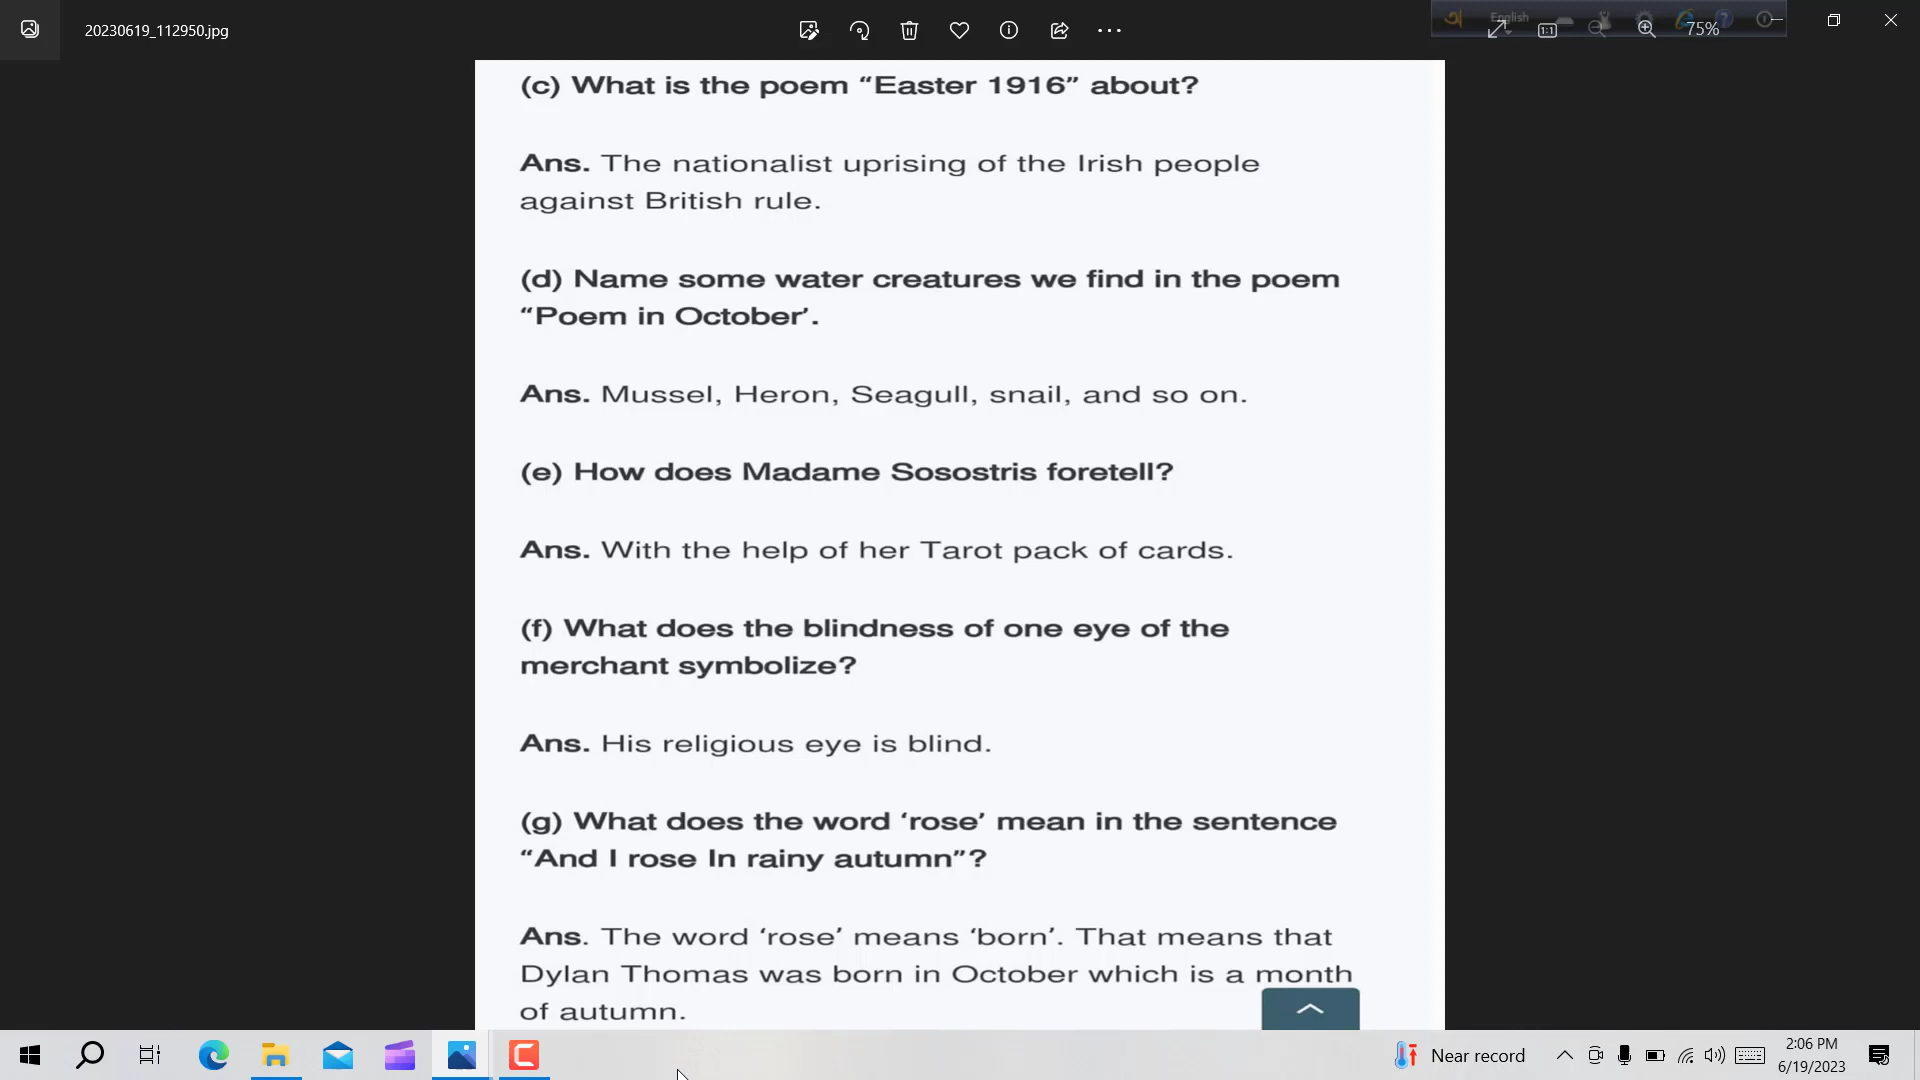 20230619_112950.jpg
English
75%
(c) What is the poem “Easter 1916” about?
Ans. The nationalist uprising of the Irish people
against British rule.
(d) Name some water creatures we find in the poem
“Poem in October’.
Ans. Mussel, Heron, Seagull, snail, and so on.
(e) How does Madame Sosostris foretell?
Ans. With the help of her Tarot pack of cards.
(f) What does the blindness of one eye of the
merchant symbolize?
Ans. His religious eye is blind.
(g) What does the word ‘rose’ mean in the sentence
“And I rose In rainy autumn”?
Ans. The word ‘rose’ means ‘born’. That means that
Dylan Thomas was born in October which is a month
of autumn.
Near record
2:06 PM
6/19/2023